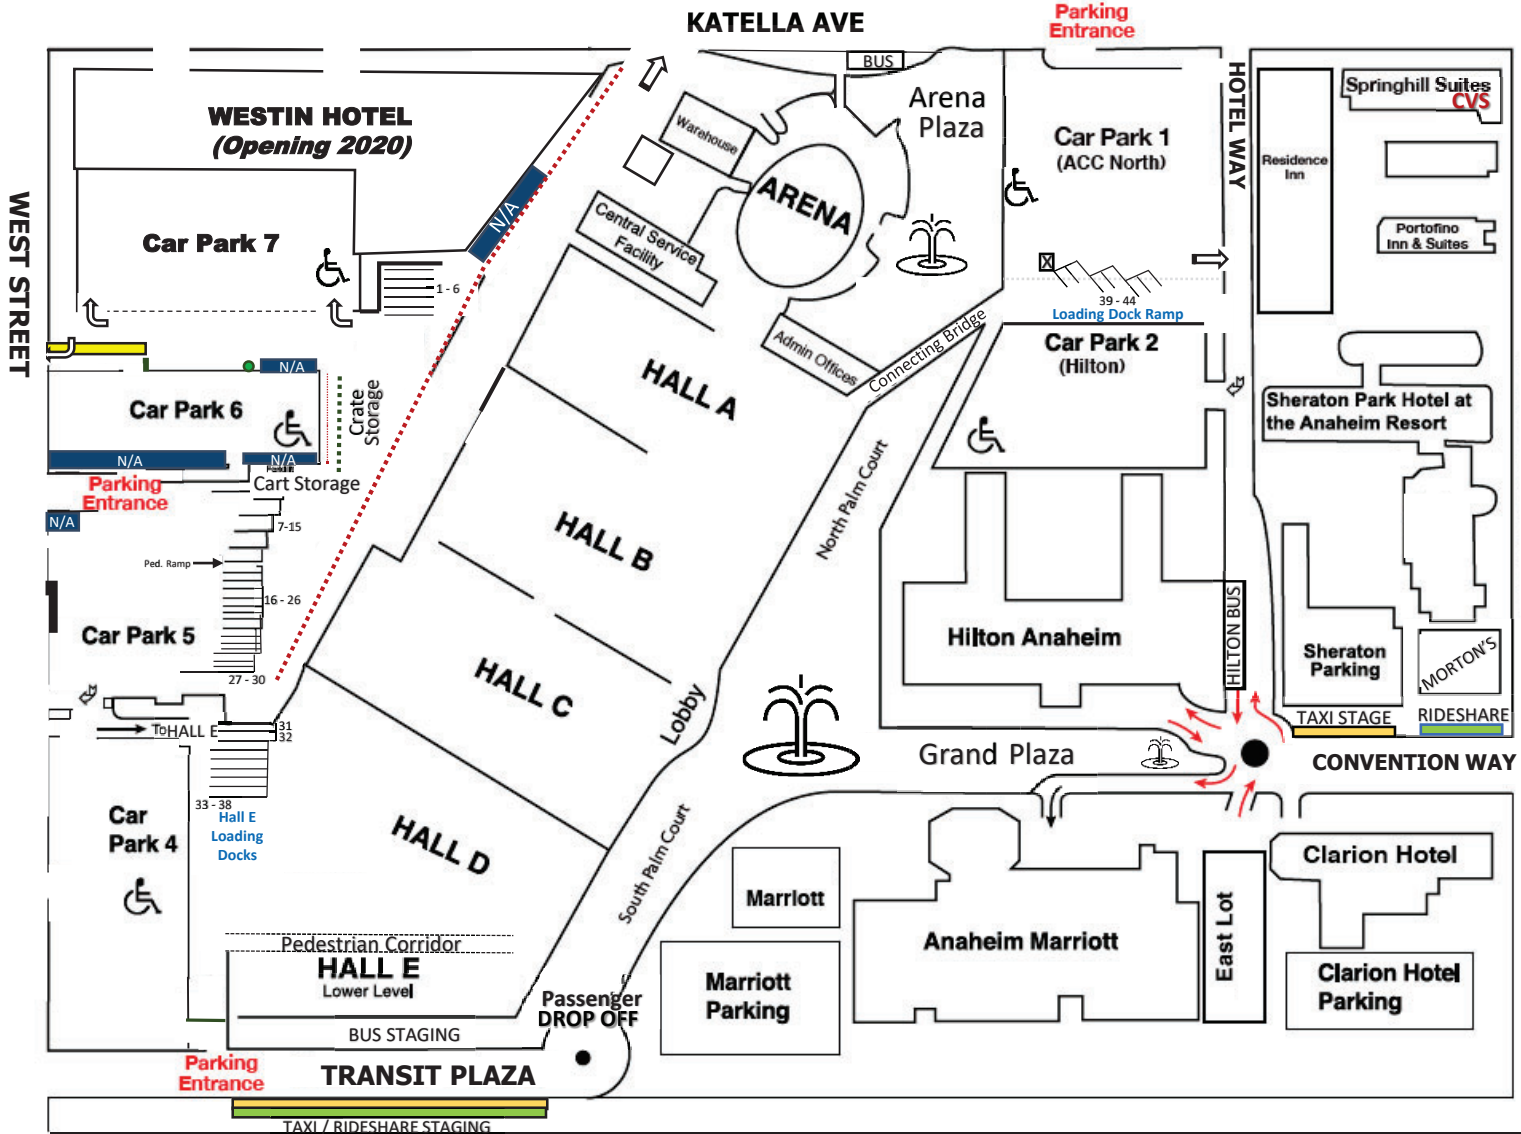 KATELLA AVE
Parking
Entrance
BUS
HOTEL WAY
Springhill Suites
CVS
WESTIN HOTEL
(Opening 2020)
Arena
Plaza
Car Park 1
(ACC North)
Warehouse
Residence
Inn
N/A
ARENA
WEST STREET
Car Park 7
Central Service
Facility
Portofino
Inn & Suites
1 - 6
39 - 44
Loading Dock Ramp
Connecting Bridge
Admin Offices
Car Park 2
(Hilton)
N/A
HALL A
Car Park 6
Crate
Storage
Sheraton Park Hotel at
the Anaheim Resort
N/A
N/A
Parking
Entrance
Cart Storage
North Palm Court
N/A
7-15
HALL B
Ped. Ramp
16 - 26
Car Park 5
HILTON BUS
Hilton Anaheim
Sheraton
Parking
MORTON'S
27 - 30
HALL C
Lobby
31
32
To HALL E
TAXI STAGE
RIDESHARE
Grand Plaza
CONVENTION WAY
33 - 38
Hall E
Loading
Docks
Car
Park 4
HALL D
South Palm Court
Marriott
Anaheim Marriott
East Lot
Clarion Hotel
Pedestrian Corridor
HALL E
Lower Level
Marriott
Parking
Clarion Hotel
Parking
Passenger
DROP OFF
BUS STAGING
Parking
Entrance
TRANSIT PLAZA
TAXI / RIDESHARE STAGING